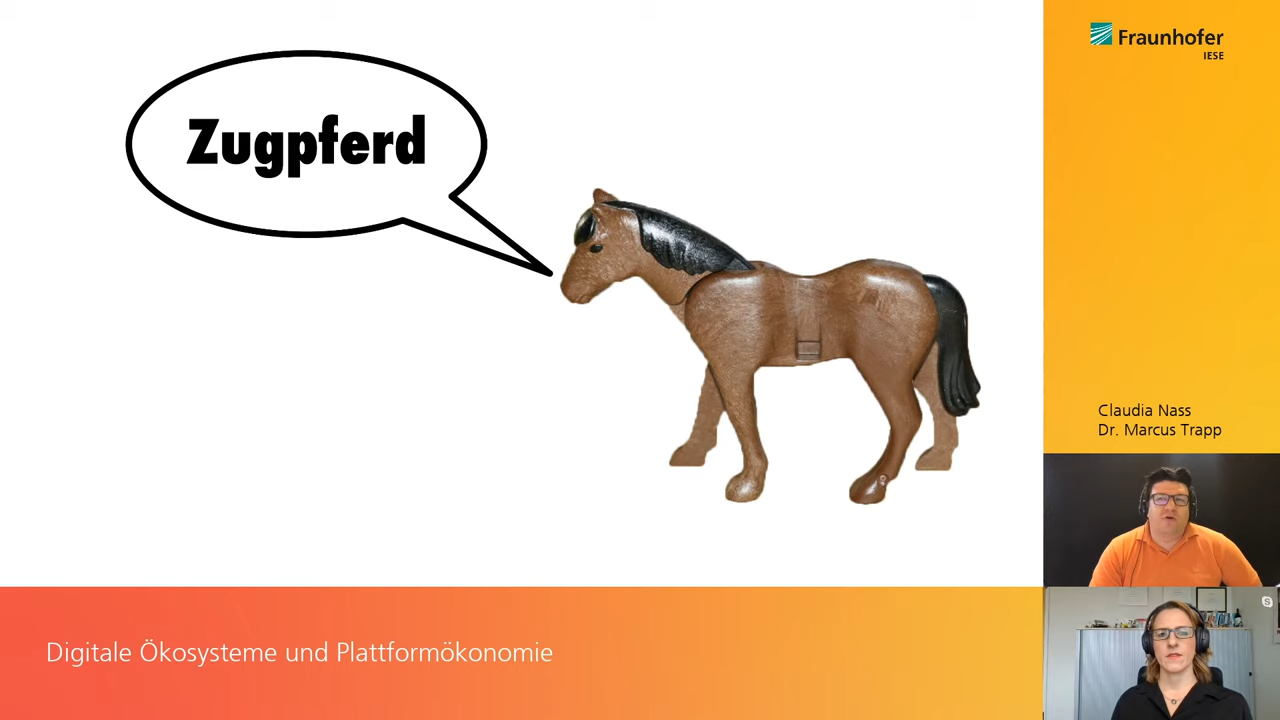 Zugpferd
Fraunhofer
IESE
Claudia Nass
Dr. Marcus Trapp
Digitale Ökosysteme und Plattformökonomie